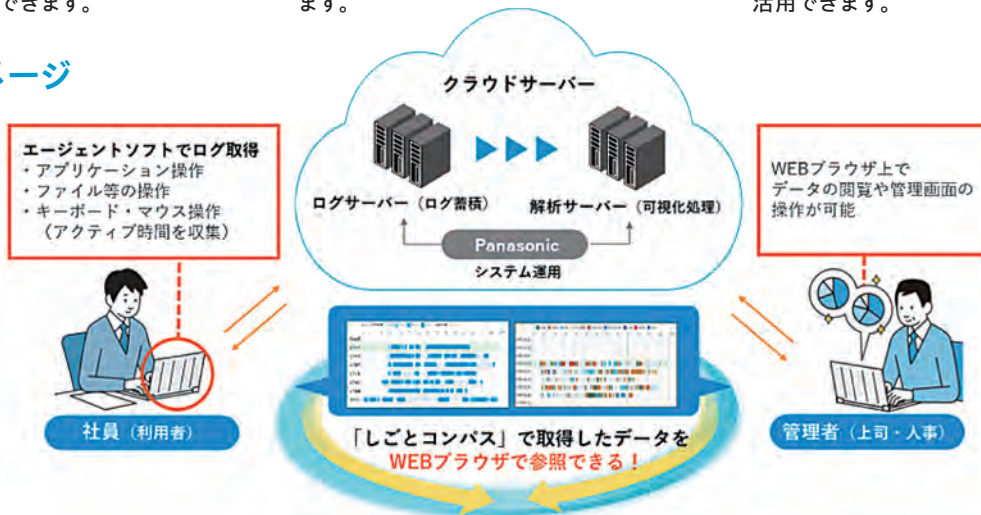 できます。
ます。
活用できます。
ージ
クラウドサーバー
エージェントソフトでログ取得
・アプリケーション操作
・ファイル等の操作
・キーボード・マウス操作
（アクティブ時間を収集）
ログサーバー（ログ蓄積）
解析サーバー（可視化処理）
Panasonic
システム運用
WEBブラウザ上で
データの閲覧や管理画面の
操作が可能
社員（利用者）
「しごとコンパス」で取得したデータを
WEBブラウザで参照できる！
管理者（上司・人事）